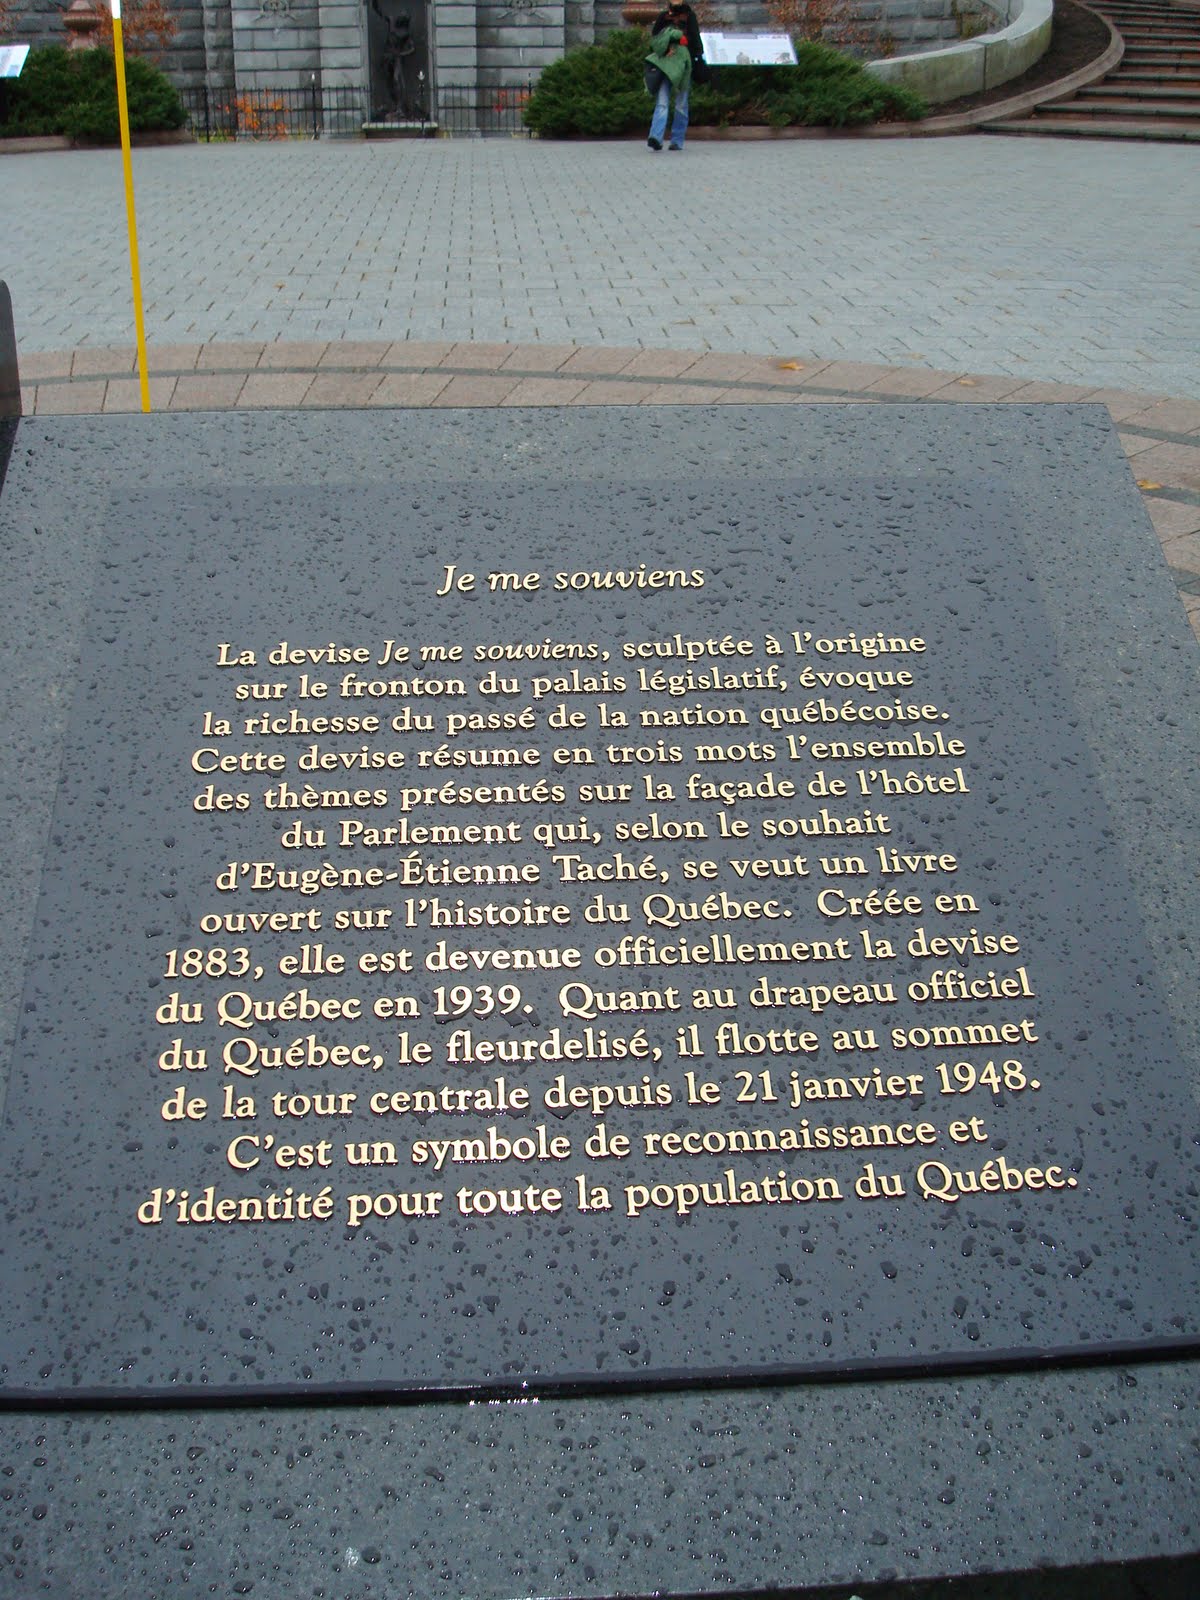 Je me souviens
La devise Je me souviens, sculptée à l'origine
sur le fronton du palais législatif, évoque
la richesse du passé de la nation québécoise.
Cette devise résume en trois mots l'ensemble
des thèmes présentés sur la façade de l'hôtel
du Parlement qui, selon le souhait
d'Eugène-Étienne Taché, se veut un livre
ouvert sur l'histoire du Québec. Créée en
1883, elle est devenue officiellement la devise
du Québec en 1939. Quant au drapeau officiel
du Québec, le fleurdelisé, il flotte au sommet
de la tour centrale depuis le 21 janvier 1948.
C'est un symbole de reconnaissance et
d'identité pour toute la population du Québec.